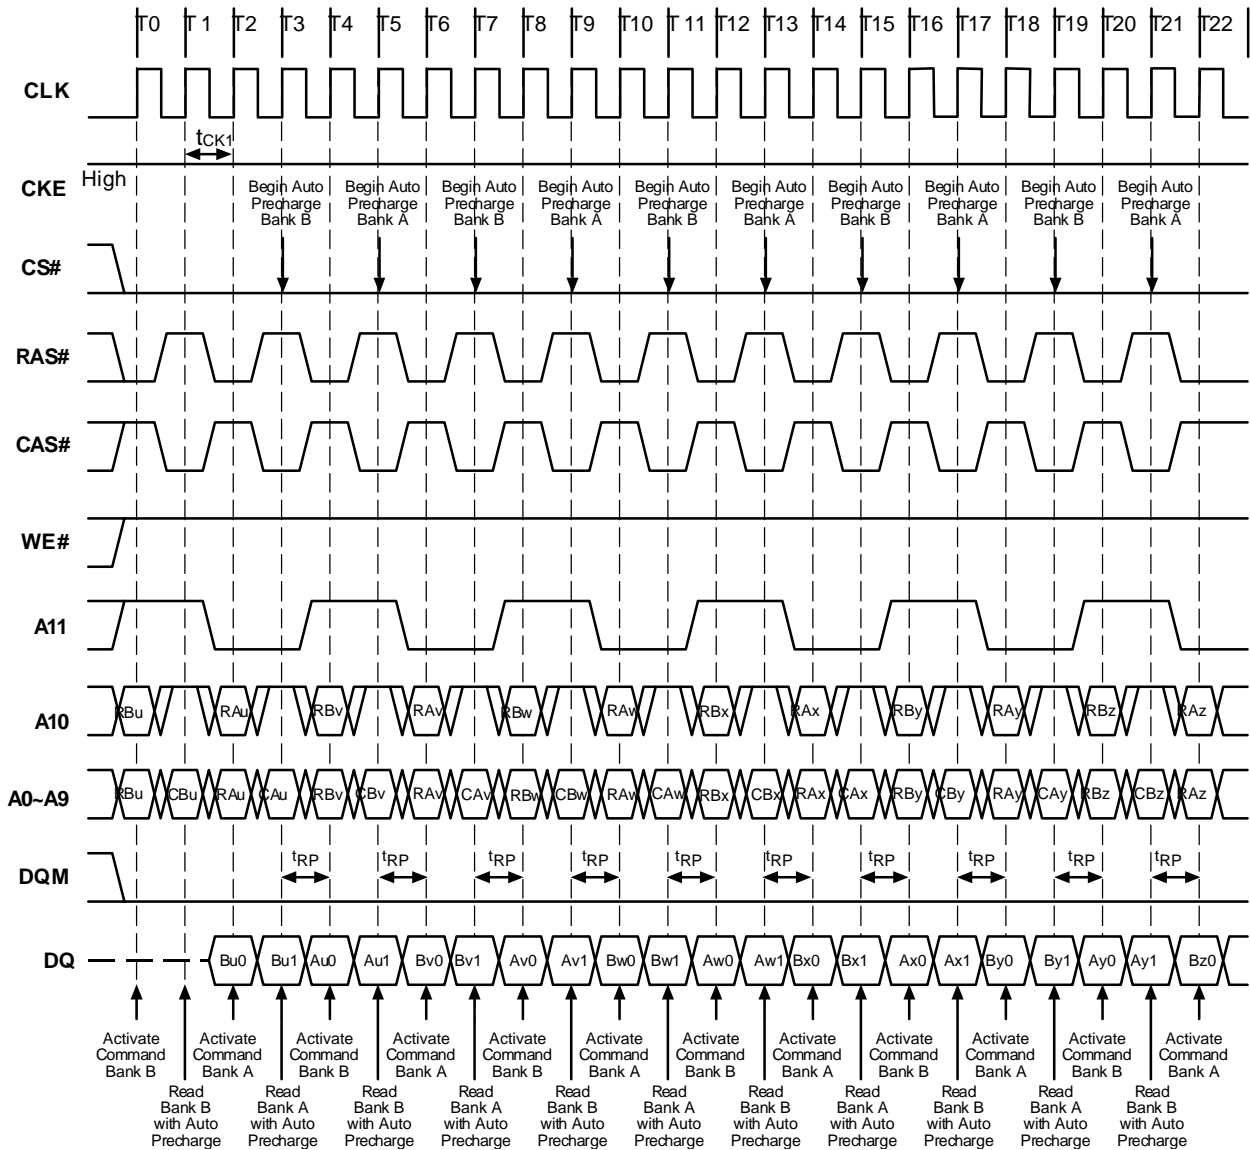 T0 T1 T2 T3 T4 T5 T6 T7 T8 T9 T10 T11 T12 T13 T14 T15 T16 T17 T18 T19 T20 T21 T22
CLK
tCK1
CKE
High
Begin Auto Precharge Bank B
Begin Auto Precharge Bank A
Begin Auto Precharge Bank B
Begin Auto Precharge Bank A
Begin Auto Precharge Bank B
Begin Auto Precharge Bank A
Begin Auto Precharge Bank B
Begin Auto Precharge Bank A
Begin Auto Precharge Bank B
Begin Auto Precharge Bank A
CS#
RAS#
CAS#
WE#
A11
A10
RBu RAu RBv RAv RBw RAw RBx RAx RBy RAy RBz RAz
A0~A9
RBu CBu RAu CAu RBv CBv RAv CAv RBw CBw RAw CAw RBx CBx RAx CAx RBy CBy RAy CAy RBz CBz RAz
DQM
tRP tRP tRP tRP tRP tRP tRP tRP tRP tRP
DQ
Bu0 Bu1 Au0 Au1 Bv0 Bv1 Av0 Av1 Bw0 Bw1 Aw0 Aw1 Bx0 Bx1 Ax0 Ax1 By0 By1 Ay0 Ay1 Bz0
Activate Command Bank B
Activate Command Bank A
Activate Command Bank B
Activate Command Bank A
Activate Command Bank B
Activate Command Bank A
Activate Command Bank B
Activate Command Bank A
Activate Command Bank B
Activate Command Bank A
Activate Command Bank B
Activate Command Bank A
Read Bank B with Auto Precharge
Read Bank A with Auto Precharge
Read Bank B with Auto Precharge
Read Bank A with Auto Precharge
Read Bank B with Auto Precharge
Read Bank A with Auto Precharge
Read Bank B with Auto Precharge
Read Bank A with Auto Precharge
Read Bank B with Auto Precharge
Read Bank A with Auto Precharge
Read Bank B with Auto Precharge